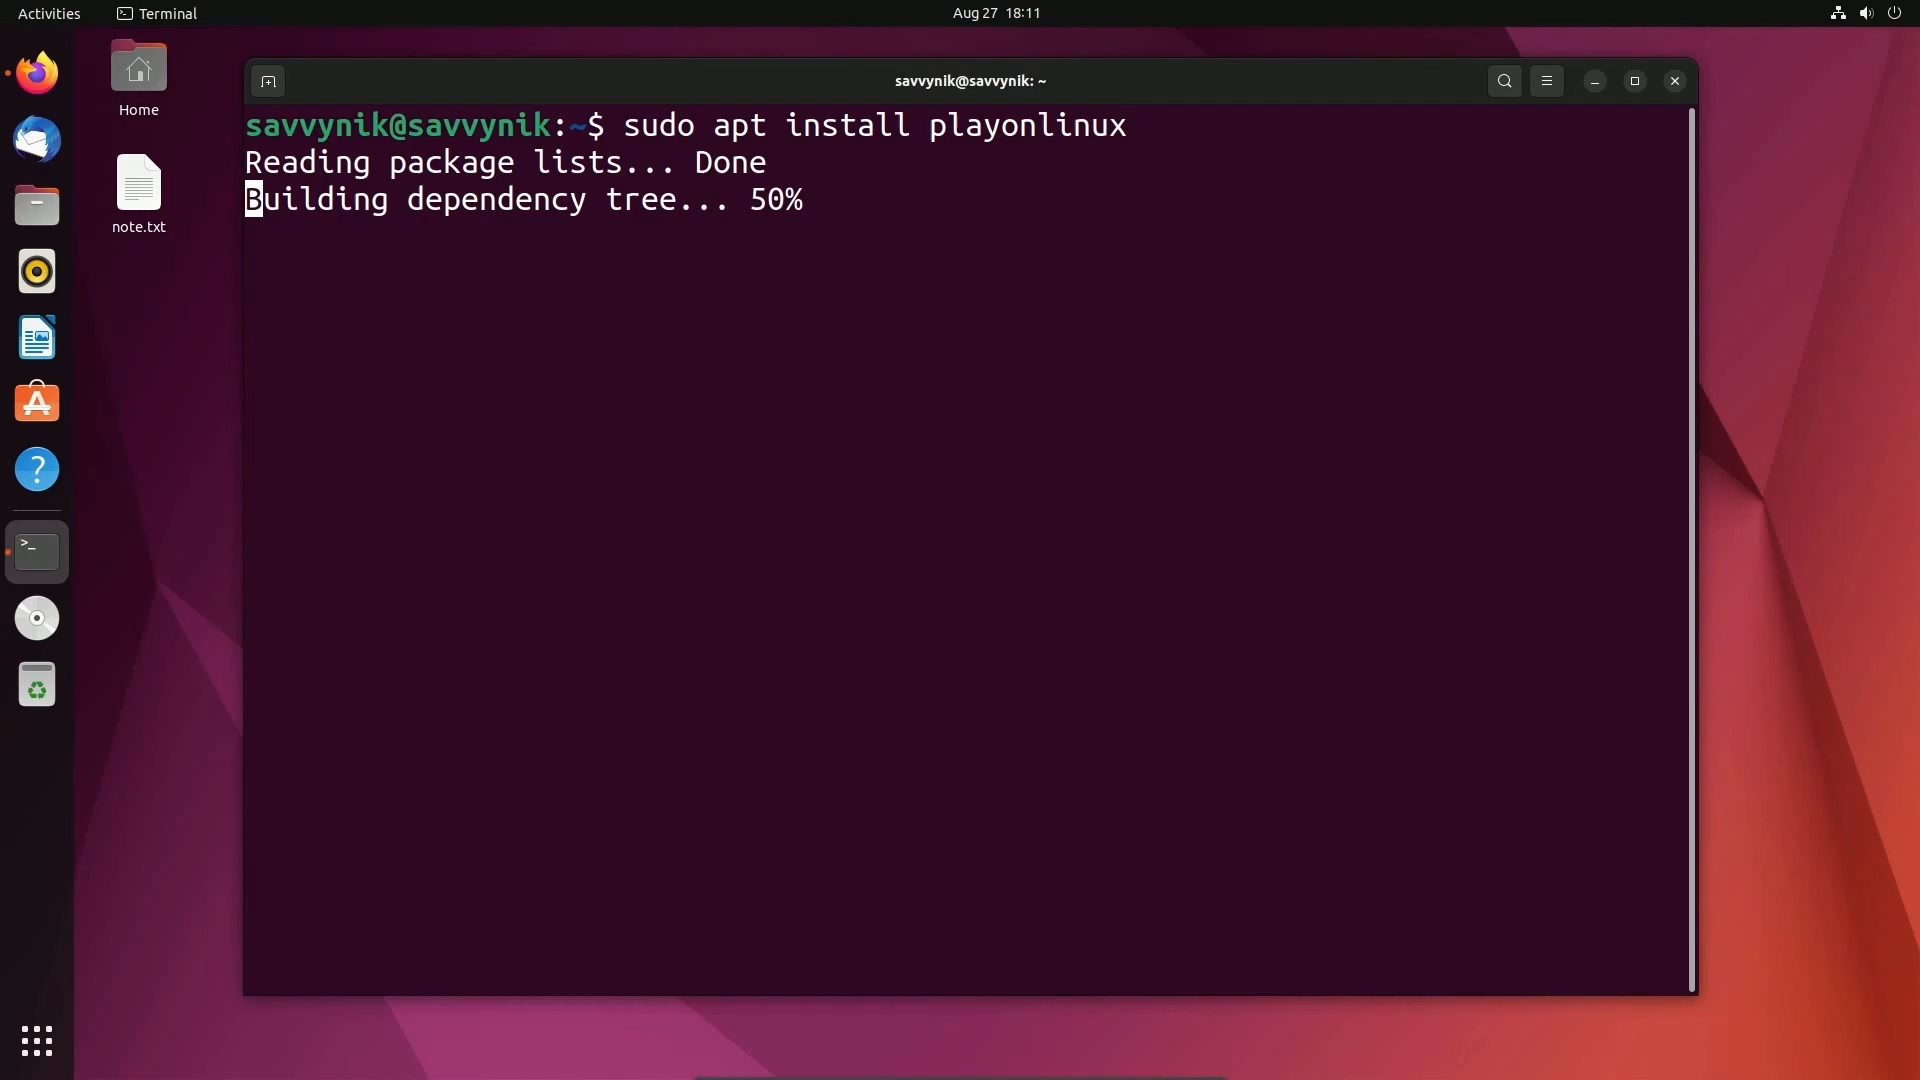 Activities
Terminal
Aug 27 18:11
Home
note.txt
savvynik@savvynik: ~
savvynik@savvynik:~$ sudo apt install playonlinux
Reading package lists... Done
Building dependency tree... 50%